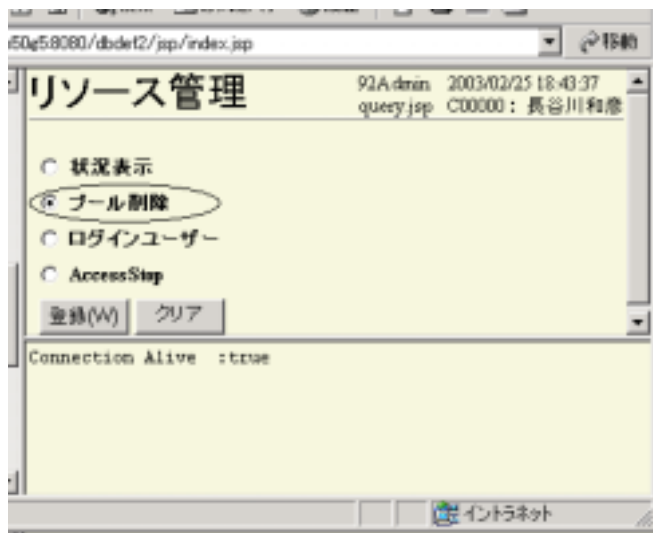 50g5:8080/dbdef2/jsp/index.jsp
移動
リソース管理
92Admin 2003/02/25 18:43:37
query.jsp C00000 : 長谷川和彦
状況表示
プール削除
ログインユーザー
AccessStop
登録(W) クリア
Connection Alive :true
イントラネット